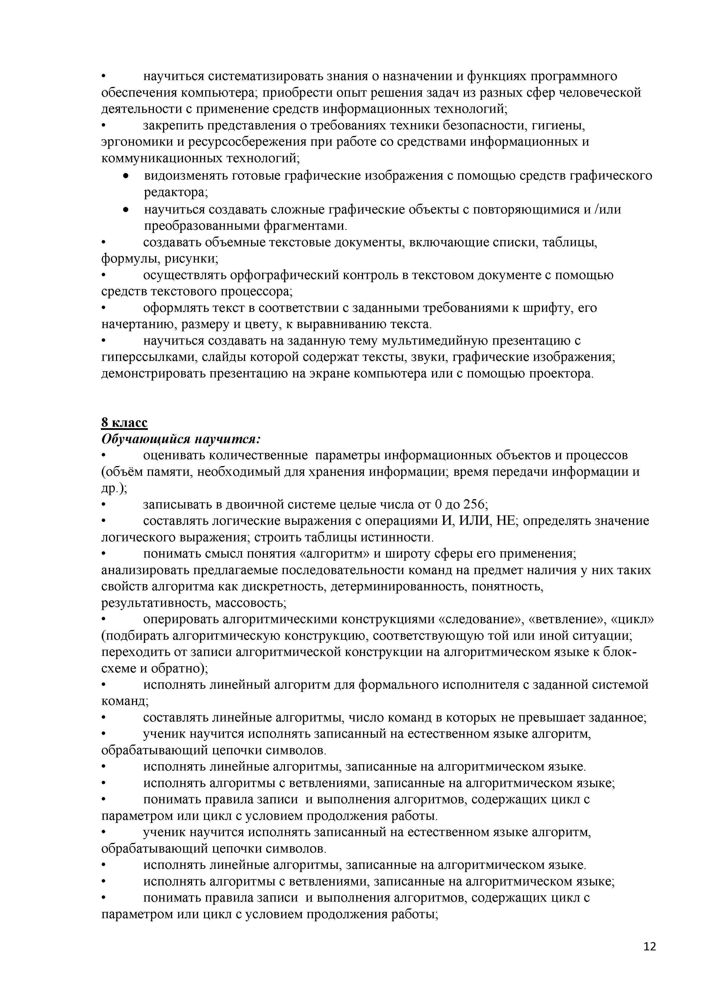 • научиться систематизировать знания о назначении и функциях программного
обеспечения компьютера; приобрести опыт решения задач из разных сфер человеческой
деятельности с применение средств информационных технологий;
• закрепить представления о требованиях техники безопасности, гигиены,
эргономики и ресурсосбережения при работе со средствами информационных и
коммуникационных технологий;
• видоизменять готовые графические изображения с помощью средств графического
редактора;
• научиться создавать сложные графические объекты с повторяющимися и /или
преобразованными фрагментами.
• создавать объемные текстовые документы, включающие списки, таблицы,
формулы, рисунки;
• осуществлять орфографический контроль в текстовом документе с помощью
средств текстового процессора;
• оформлять текст в соответствии с заданными требованиями к шрифту, его
начертанию, размеру и цвету, к выравниванию текста.
• научиться создавать на заданную тему мультимедийную презентацию с
гиперссылками, слайды которой содержат тексты, звуки, графические изображения;
демонстрировать презентацию на экране компьютера или с помощью проектора.
8 класс
Обучающийся научится:
• оценивать количественные  параметры информационных объектов и процессов
(объём памяти, необходимый для хранения информации; время передачи информации и
др.);
• записывать в двоичной системе целые числа от 0 до 256;
• составлять логические выражения с операциями И, ИЛИ, НЕ; определять значение
логического выражения; строить таблицы истинности.
• понимать смысл понятия «алгоритм» и широту сферы его применения;
анализировать предлагаемые последовательности команд на предмет наличия у них таких
свойств алгоритма как дискретность, детерминированность, понятность,
результативность, массовость;
• оперировать алгоритмическими конструкциями «следование», «ветвление», «цикл»
(подбирать алгоритмическую конструкцию, соответствующую той или иной ситуации;
переходить от записи алгоритмической конструкции на алгоритмическом языке к блок-
схеме и обратно);
• исполнять линейный алгоритм для формального исполнителя с заданной системой
команд;
• составлять линейные алгоритмы, число команд в которых не превышает заданное;
• ученик научится исполнять записанный на естественном языке алгоритм,
обрабатывающий цепочки символов.
• исполнять линейные алгоритмы, записанные на алгоритмическом языке.
• исполнять алгоритмы с ветвлениями, записанные на алгоритмическом языке;
• понимать правила записи  и выполнения алгоритмов, содержащих цикл с
параметром или цикл с условием продолжения работы.
• ученик научится исполнять записанный на естественном языке алгоритм,
обрабатывающий цепочки символов.
• исполнять линейные алгоритмы, записанные на алгоритмическом языке.
• исполнять алгоритмы с ветвлениями, записанные на алгоритмическом языке;
• понимать правила записи  и выполнения алгоритмов, содержащих цикл с
параметром или цикл с условием продолжения работы;
12